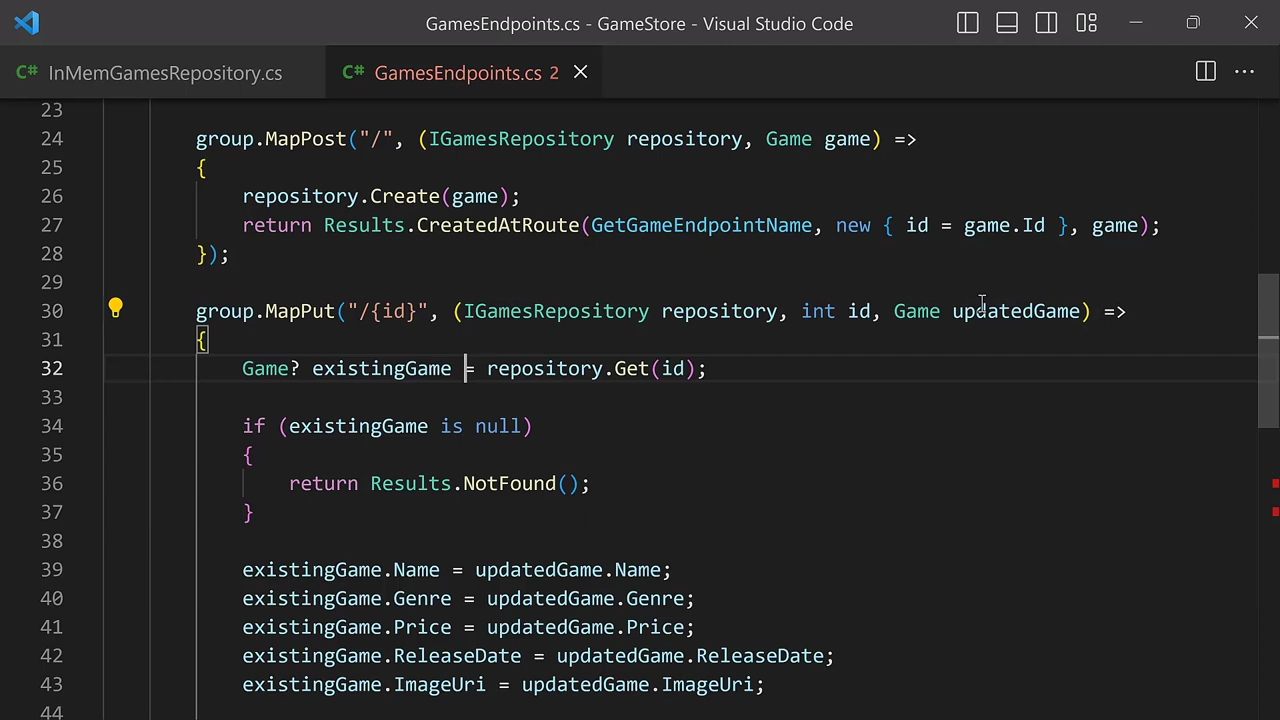 GamesEndpoints.cs - GameStore - Visual Studio Code
C# InMemGamesRepository.cs C# GamesEndpoints.cs 2
23
24 group.MapPost("/", (IGamesRepository repository, Game game) =>
25 {
26 repository.Create(game);
27 return Results.CreatedAtRoute(GetGameEndpointName, new { id = game.Id }, game);
28 });
29
30 group.MapPut("/{id}", (IGamesRepository repository, int id, Game updatedGame) =>
31 {
32 Game? existingGame = repository.Get(id);
33
34 if (existingGame is null)
35 {
36 return Results.NotFound();
37 }
38
39 existingGame.Name = updatedGame.Name;
40 existingGame.Genre = updatedGame.Genre;
41 existingGame.Price = updatedGame.Price;
42 existingGame.ReleaseDate = updatedGame.ReleaseDate;
43 existingGame.ImageUri = updatedGame.ImageUri;
44